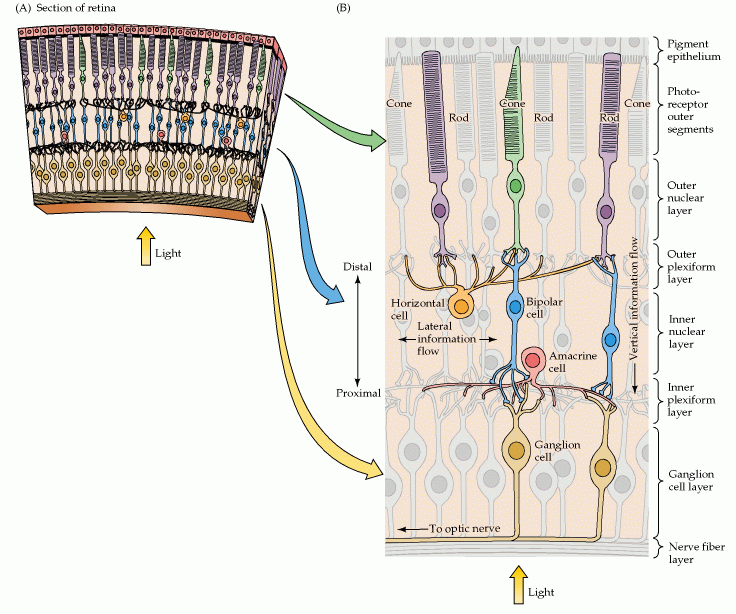 (A) Section of retina
Light
(B)
Cone
Rod
Cone
Rod
Rod
Cone
Distal
Proximal
Horizontal
cell
Lateral
information
flow
Bipolar
cell
Amacrine
cell
Vertical information flow
Ganglion
cell
To optic nerve
Light
Pigment
epithelium
Photo-
receptor
outer
segments
Outer
nuclear
layer
Outer
plexiform
layer
Inner
nuclear
layer
Inner
plexiform
layer
Ganglion
cell layer
Nerve fiber
layer